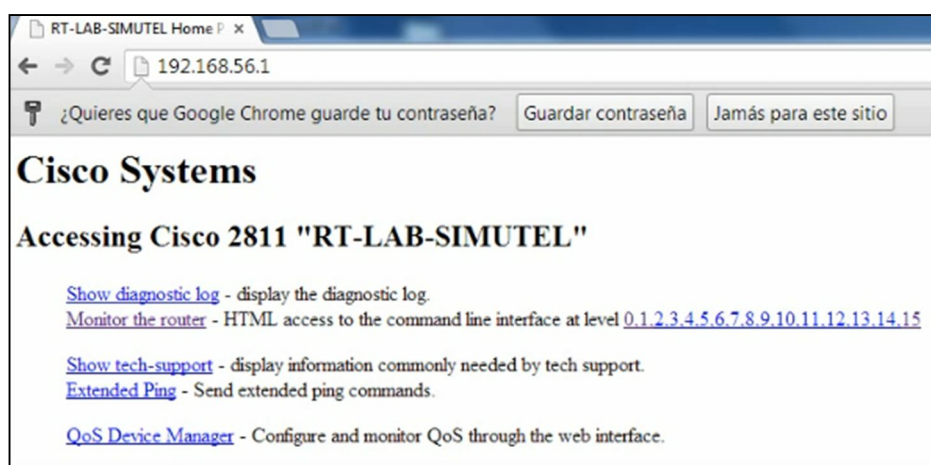 RT-LAB-SIMUTEL Home P
192.168.56.1
¿Quieres que Google Chrome guarde tu contraseña? Guardar contraseña Jamás para este sitio
Cisco Systems
Accessing Cisco 2811 "RT-LAB-SIMUTEL"
Show diagnostic log - display the diagnostic log.
Monitor the router - HTML access to the command line interface at level 0,1,2,3,4,5,6,7,8,9,10,11,12,13,14,15
Show tech-support - display information commonly needed by tech support.
Extended Ping - Send extended ping commands.
QoS Device Manager - Configure and monitor QoS through the web interface.